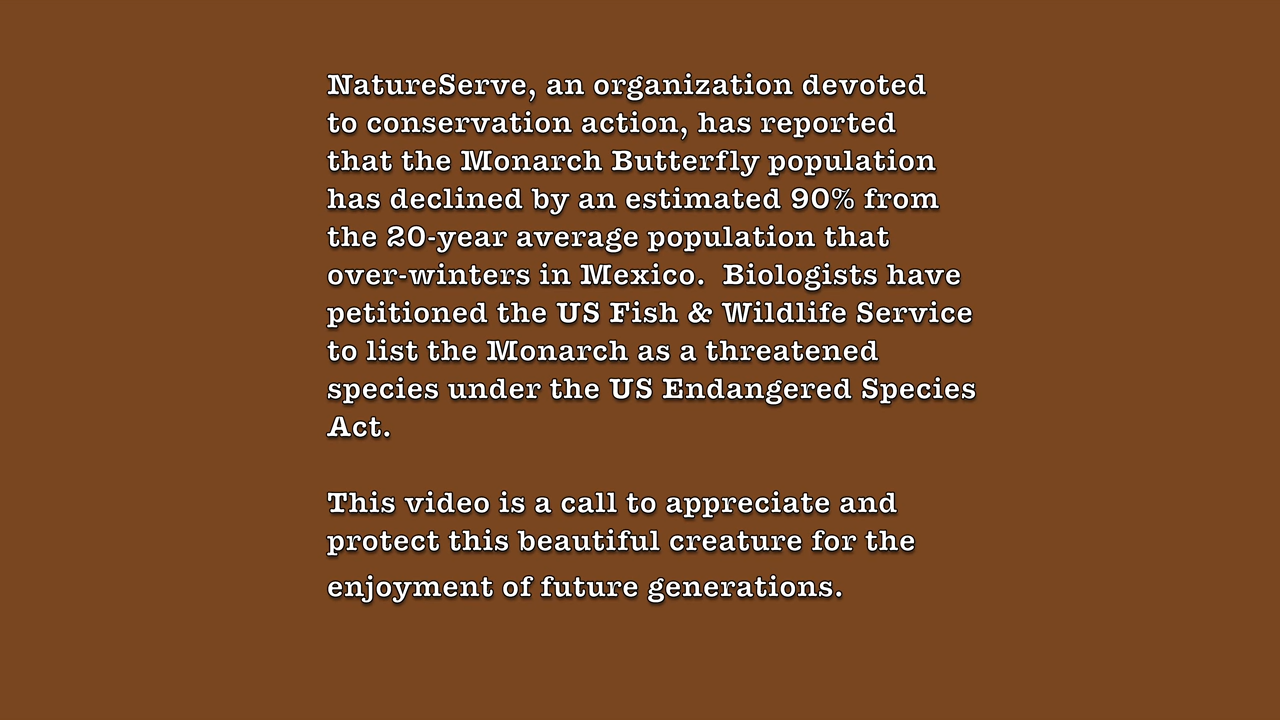 NatureServe, an organization devoted
to conservation action, has reported
that the Monarch Butterfly population
has declined by an estimated 90% from
the 20-year average population that
over-winters in Mexico.  Biologists have
petitioned the US Fish & Wildlife Service
to list the Monarch as a threatened
species under the US Endangered Species
Act.
This video is a call to appreciate and
protect this beautiful creature for the
enjoyment of future generations.